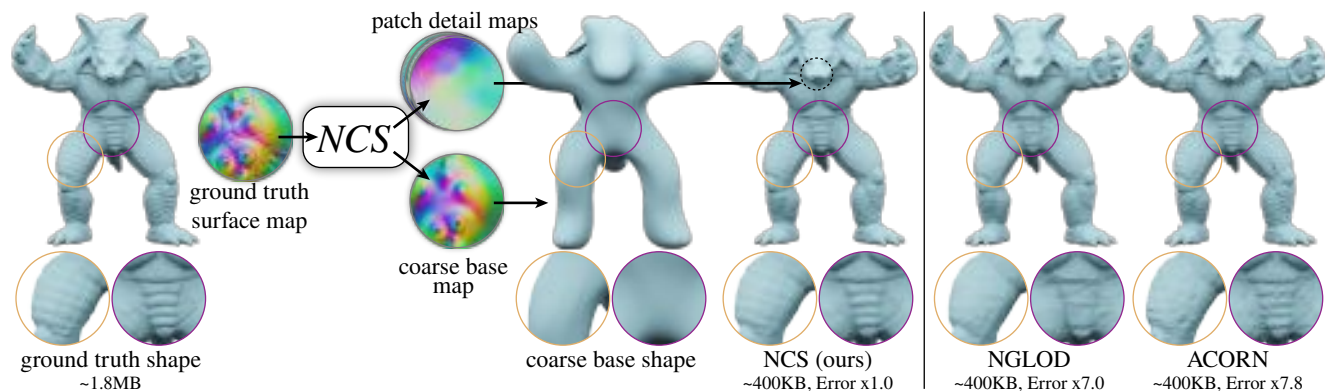 patch detail maps
NCS
ground truth
surface map
coarse base
map
ground truth shape
~1.8MB
coarse base shape
NCS (ours)
~400KB, Error x1.0
NGLOD
~400KB, Error x7.0
ACORN
~400KB, Error x7.8